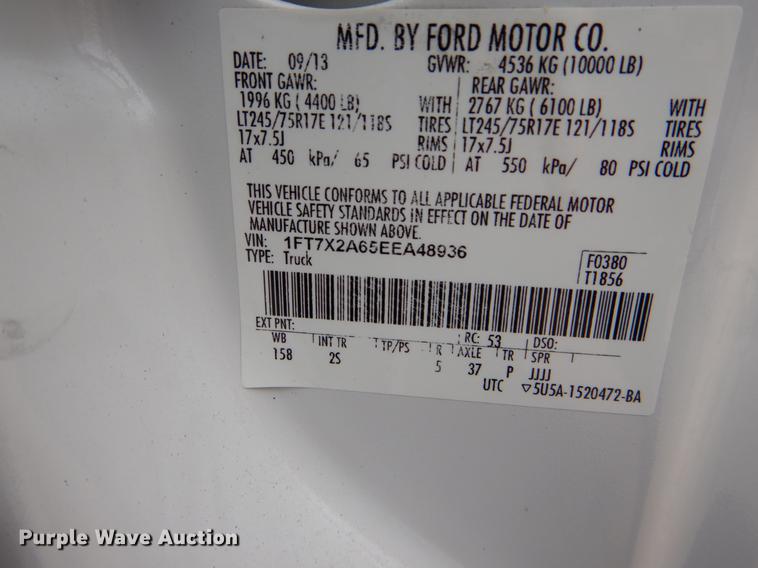 MFD. BY FORD MOTOR CO.
DATE: 09/13 GVWR: 4536 KG (10000 LB)
FRONT GAWR: REAR GAWR:
1996 KG ( 4400 LB) WITH 2767 KG ( 6100 LB) WITH
LT245/75R17E 121/118S TIRES LT245/75R17E 121/118S TIRES
17x7.5J RIMS 17x7.5J RIMS
AT 450 kPa/ 65 PSI COLD AT 550 kPa/ 80 PSI COLD
THIS VEHICLE CONFORMS TO ALL APPLICABLE FEDERAL MOTOR
VEHICLE SAFETY STANDARDS IN EFFECT ON THE DATE OF
MANUFACTURE SHOWN ABOVE.
VIN: 1FT7X2A65EEA48936
TYPE: Truck
F0380
T1856
EXT PNT: RC: 53 DSO:
WB INT TR TP/PS R AXLE TR SPR
158 2S 5 37 P JJJJ
UTC ▽5U5A-1520472-BA
Purple Wave Auction